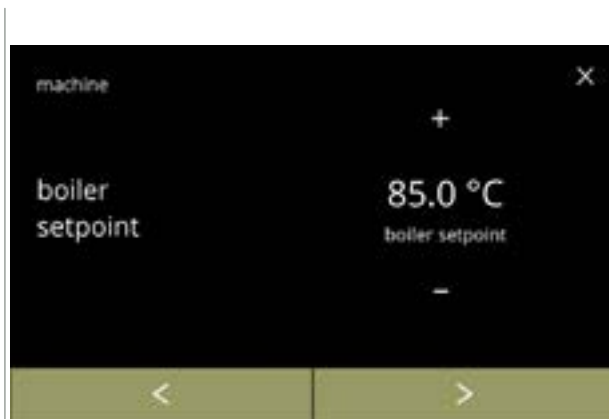 machine
X
+
boiler
setpoint
85.0 °C
boiler setpoint
-
<
>